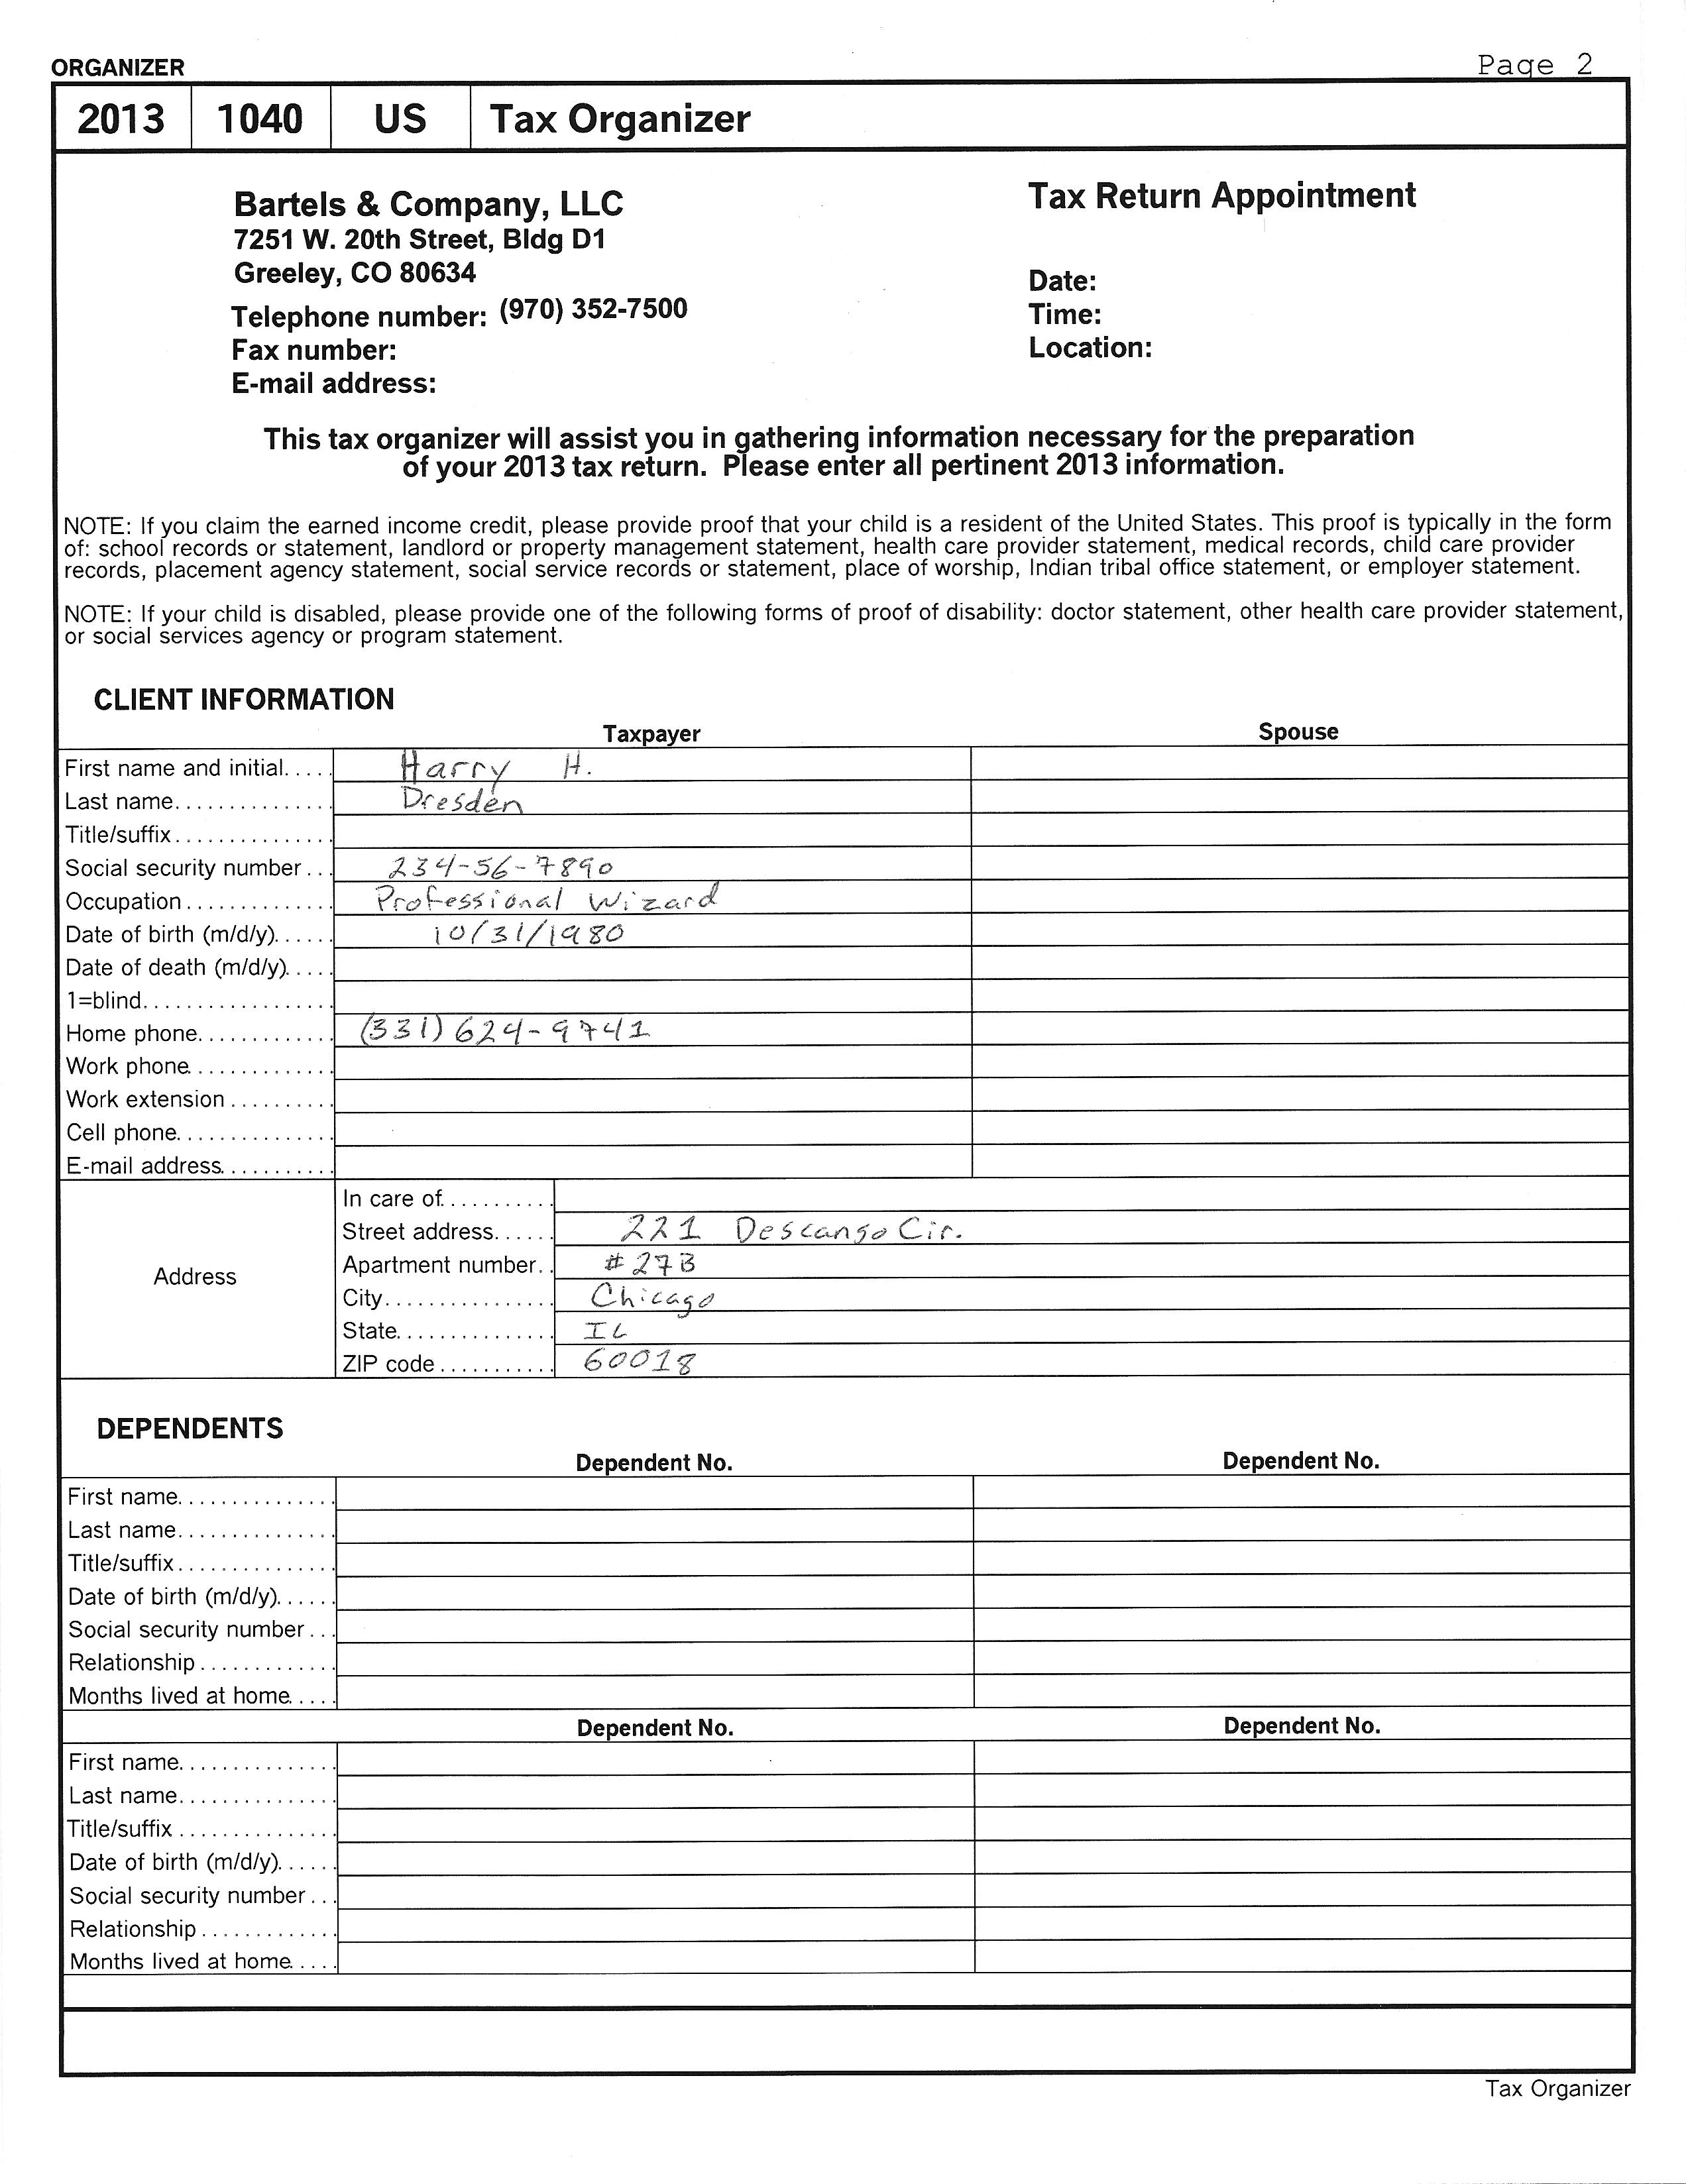 ORGANIZER Page 2
2013 1040 US Tax Organizer
Bartels & Company, LLC
7251 W. 20th Street, Bldg D1
Greeley, CO 80634
Telephone number: (970) 352-7500
Fax number:
E-mail address:
Tax Return Appointment
Date:
Time:
Location:
This tax organizer will assist you in gathering information necessary for the preparation
of your 2013 tax return. Please enter all pertinent 2013 information.
NOTE: If you claim the earned income credit, please provide proof that your child is a resident of the United States. This proof is typically in the form
of: school records or statement, landlord or property management statement, health care provider statement, medical records, child care provider
records, placement agency statement, social service records or statement, place of worship, Indian tribal office statement, or employer statement.
NOTE: If your child is disabled, please provide one of the following forms of proof of disability: doctor statement, other health care provider statement,
or social services agency or program statement.
CLIENT INFORMATION
Taxpayer Spouse
First name and initial..... Harry H.
Last name............... Dresden
Title/suffix...............
Social security number... 234-56-7890
Occupation.............. Professional Wizard
Date of birth (m/d/y)...... 10/31/1980
Date of death (m/d/y).....
1=blind..................
Home phone............. (331) 624-9741
Work phone.............
Work extension..........
Cell phone...............
E-mail address...........
Address
In care of...........
Street address...... 221 Descanso Cir.
Apartment number.. #27B
City................ Chicago
State............... IL
ZIP code........... 60018
DEPENDENTS
Dependent No. Dependent No.
First name...............
Last name...............
Title/suffix...............
Date of birth (m/d/y)......
Social security number...
Relationship.............
Months lived at home.....
Dependent No. Dependent No.
First name...............
Last name...............
Title/suffix...............
Date of birth (m/d/y)......
Social security number...
Relationship.............
Months lived at home.....
Tax Organizer